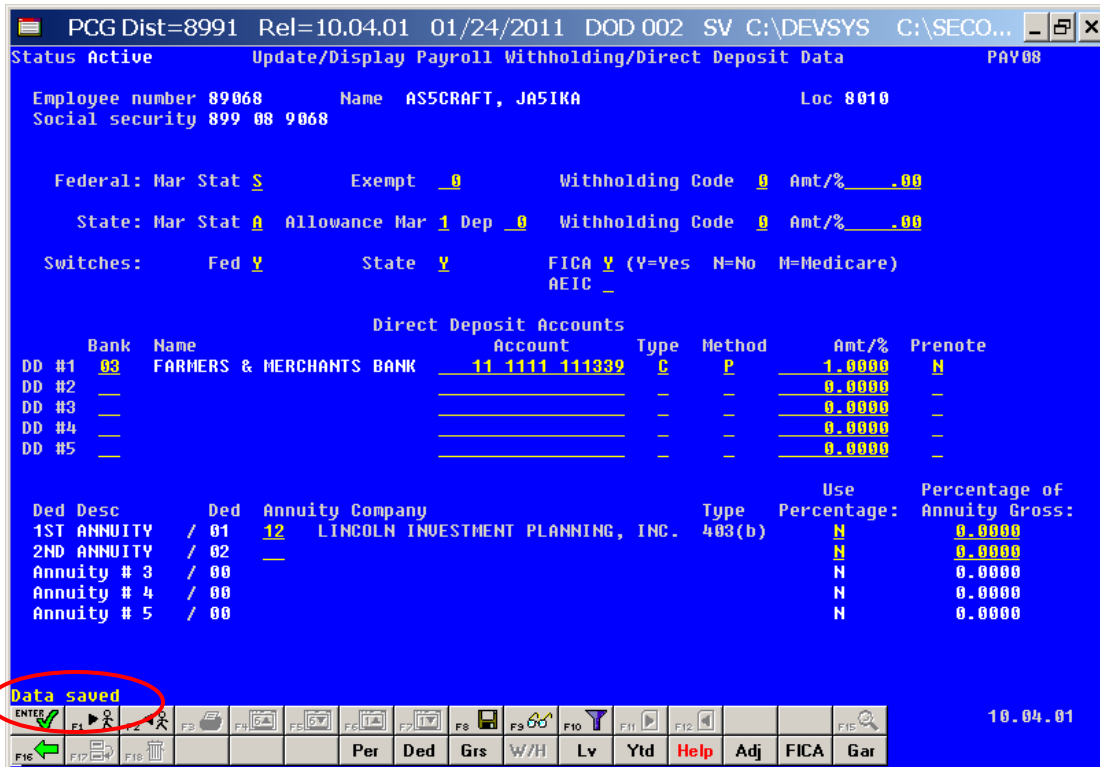 PCG Dist=8991 Rel=10.04.01 01/24/2011 DOD 002 SV C:\DEVSYS C:\SECO...
Status Active Update/Display Payroll Withholding/Direct Deposit Data PAY08
Employee number 89068 Name AS5CRAFT, JA5IKA Loc 8010
Social security 899 08 9068
Federal: Mar Stat S Exempt _0 Withholding Code 0 Amt/%_____.00
State: Mar Stat A Allowance Mar 1 Dep _0 Withholding Code 0 Amt/%_____.00
Switches: Fed Y State Y FICA Y (Y=Yes N=No M=Medicare)
AEIC _
Direct Deposit Accounts
Bank Name Account Type Method Amt/% Prenote
DD #1 03 FARMERS & MERCHANTS BANK 11 1111 111339 C P 1.0000 N
DD #2 0.0000
DD #3 0.0000
DD #4 0.0000
DD #5 0.0000
Use Percentage of
Ded Desc Ded Annuity Company Type Percentage: Annuity Gross:
1ST ANNUITY / 01 12 LINCOLN INVESTMENT PLANNING, INC. 403(b) N 0.0000
2ND ANNUITY / 02 N 0.0000
Annuity # 3 / 00 N 0.0000
Annuity # 4 / 00 N 0.0000
Annuity # 5 / 00 N 0.0000
Data saved
ENTER F1 F2 F3 F4 F5 F6 F7 F8 F9 F10 F11 F12 F15 10.04.01
F16 F17 F18 Per Ded Grs W/H Lv Ytd Help Adj FICA Gar